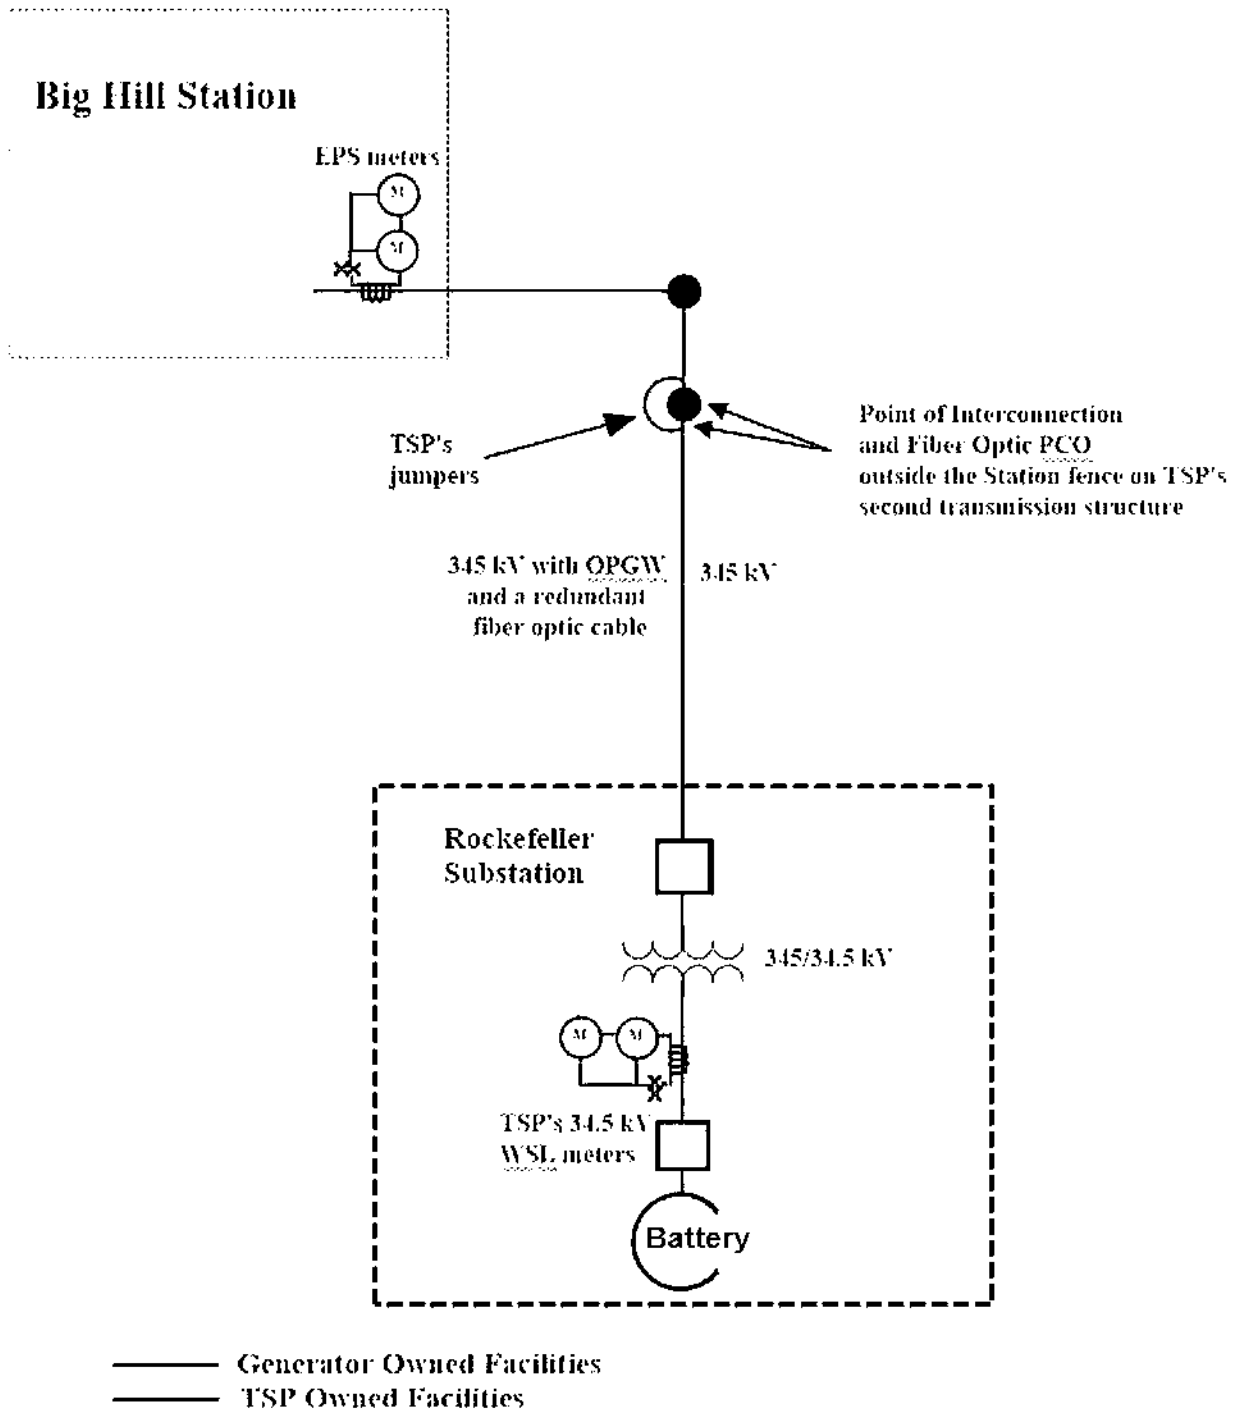 Big Hill Station
EPS meters
M
M
TSP's
jumpers
Point of Interconnection
and Fiber Optic PCO
outside the Station fence on TSP's
second transmission structure
345 kV with OPGW
and a redundant
fiber optic cable
345 kV
Rockefeller
Substation
345/34.5 kV
M M
TSP's 34.5 kV
WSL meters
Battery
Generator Owned Facilities
TSP Owned Facilities